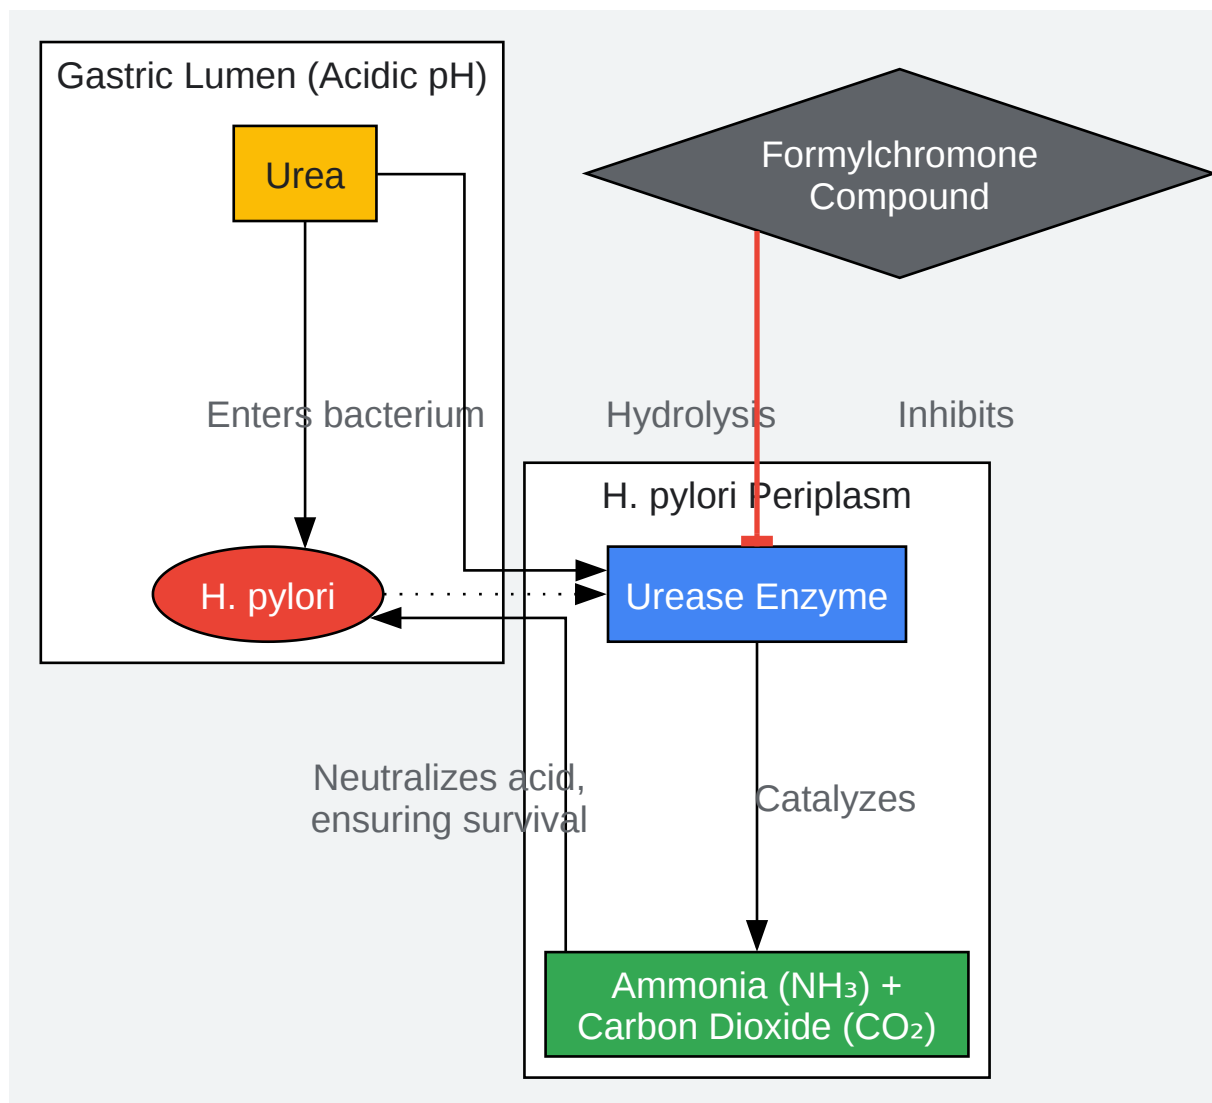 Gastric Lumen (Acidic pH)
Urea
Formylchromone
Compound
Enters bacterium
Hydrolysis
Inhibits
H. pylori Periplasm
H. pylori
Urease Enzyme
Neutralizes acid,
ensuring survival
Catalyzes
Ammonia (NH₃) +
Carbon Dioxide (CO₂)